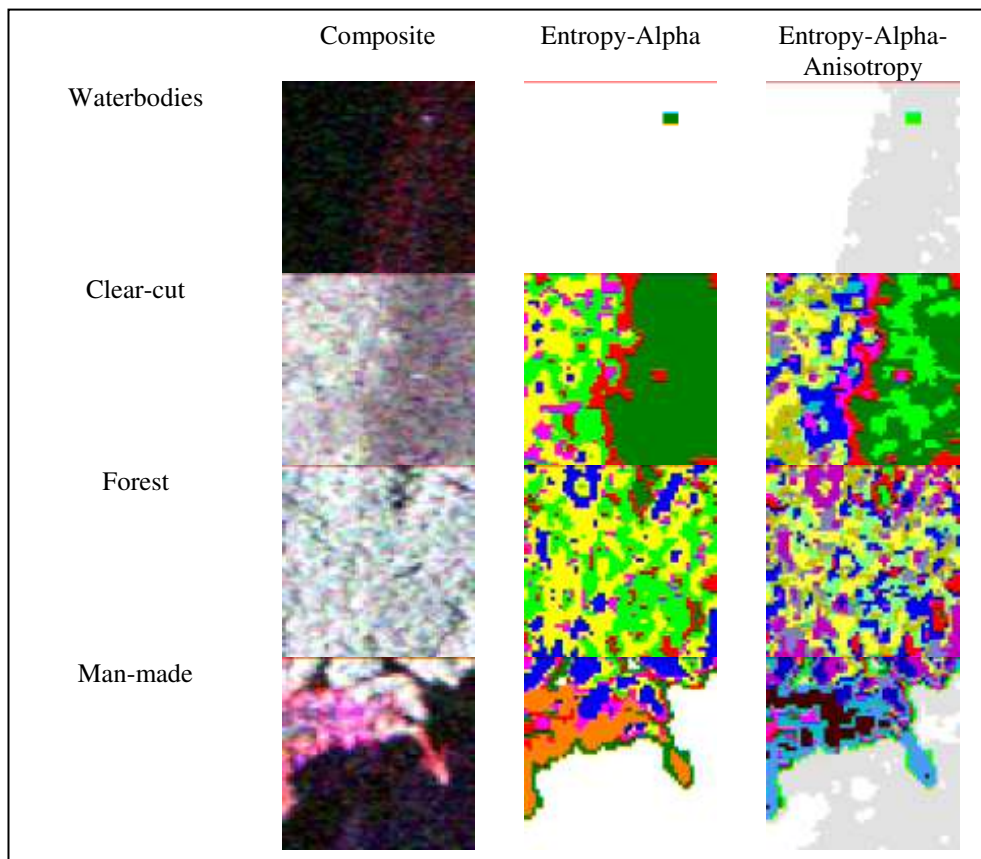 Composite Entropy-Alpha Entropy-Alpha-
Anisotropy
Waterbodies
Clear-cut
Forest
Man-made